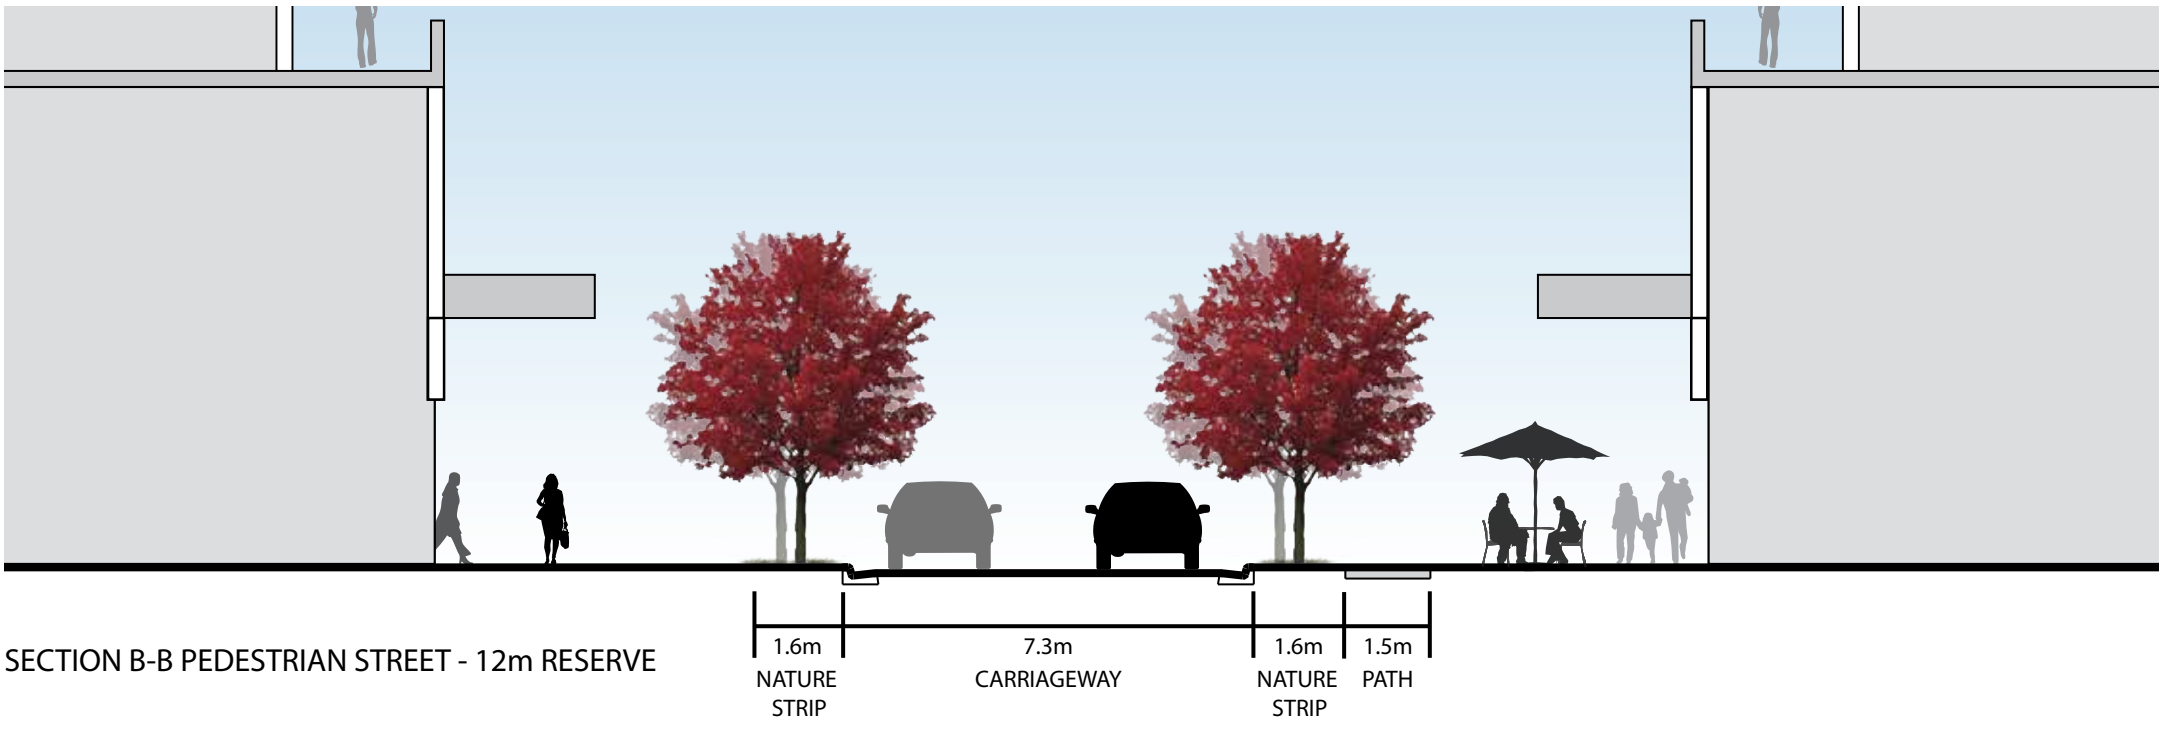 SECTION B-B PEDESTRIAN STREET - 12m RESERVE
1.6m
NATURE
STRIP
7.3m
CARRIAGEWAY
1.6m
NATURE
STRIP
1.5m
PATH